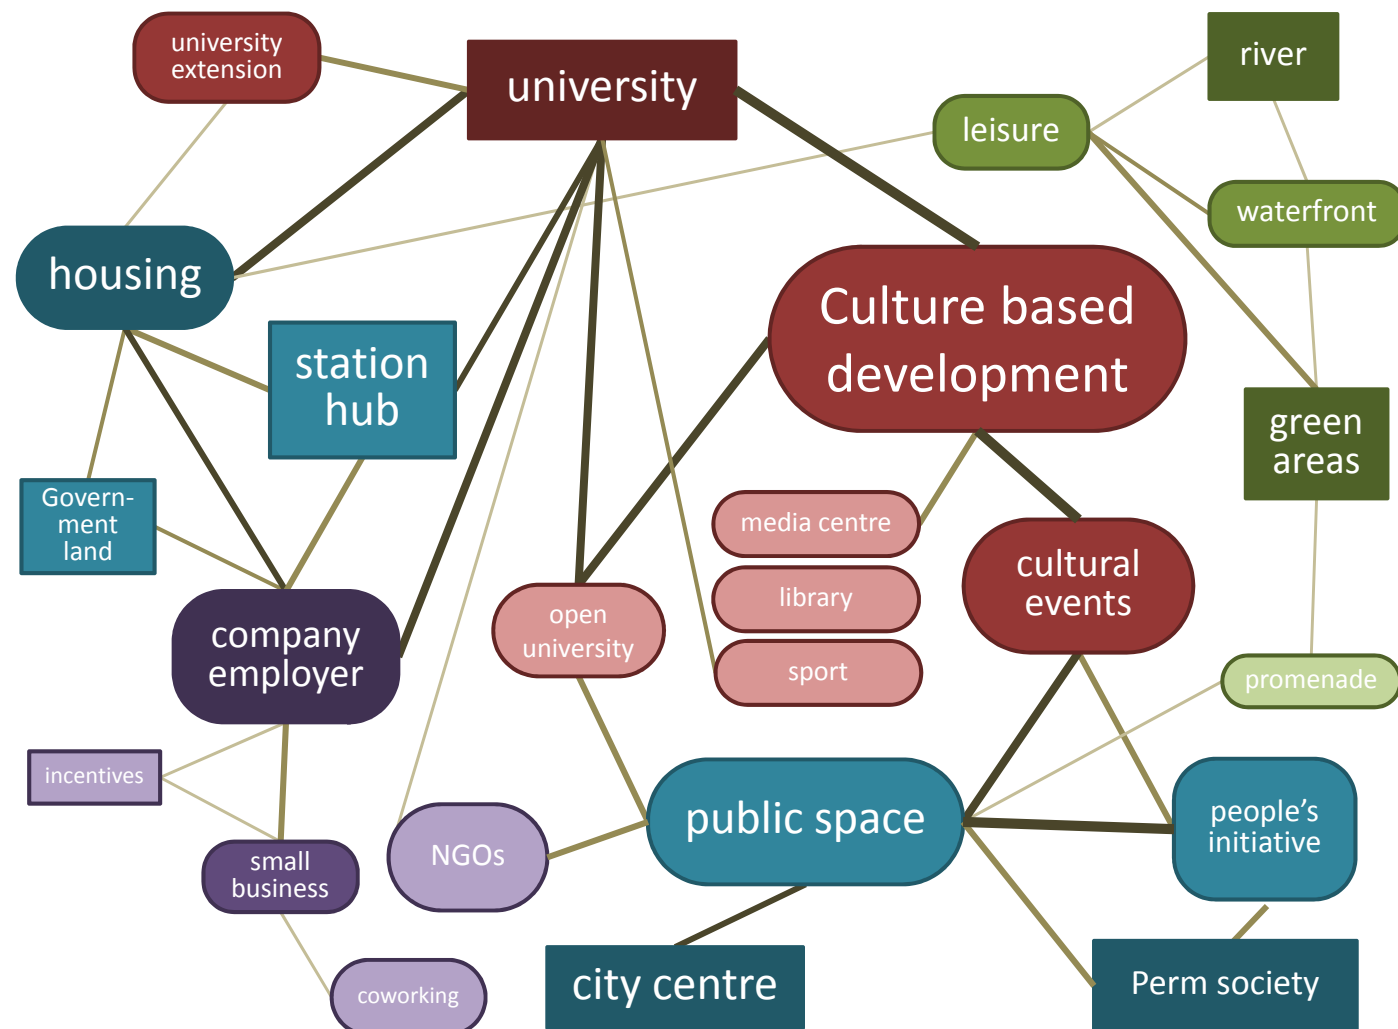 university
extension
university
river
leisure
waterfront
housing
Culture based
development
station
hub
green
areas
Govern-
ment
land
media centre
cultural
events
library
open
university
company
employer
sport
promenade
incentives
public space
people’s
initiative
NGOs
small
business
city centre
Perm society
coworking